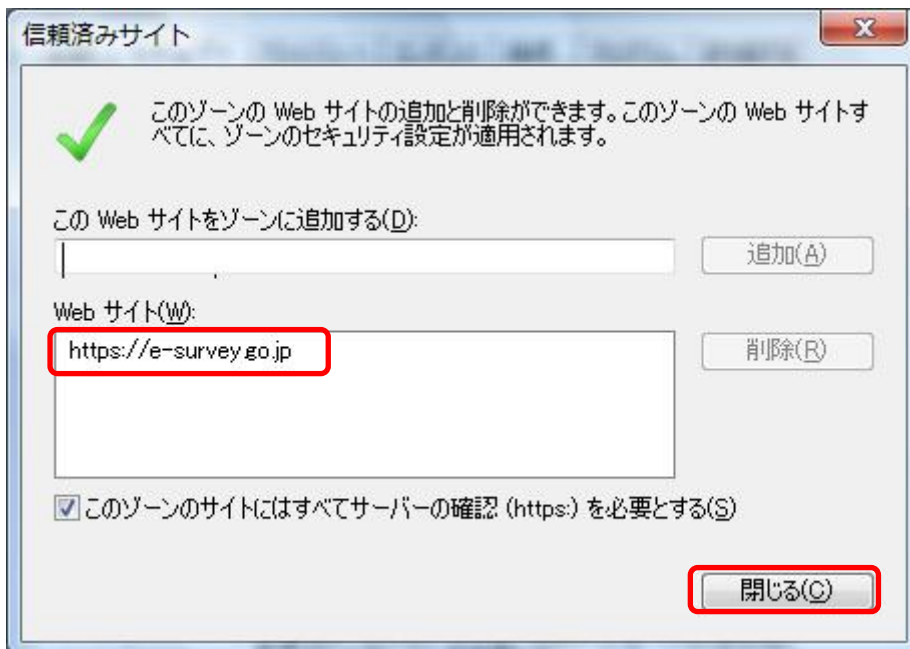 信頼済みサイト
このゾーンの Web サイトの追加と削除ができます。このゾーンの Web サイトす
べてに、ゾーンのセキュリティ設定が適用されます。
この Web サイトをゾーンに追加する(D):
追加(A)
Web サイト(W):
https://e-survey.go.jp
削除(R)
このゾーンのサイトにはすべてサーバーの確認 (https:) を必要とする(S)
閉じる(C)